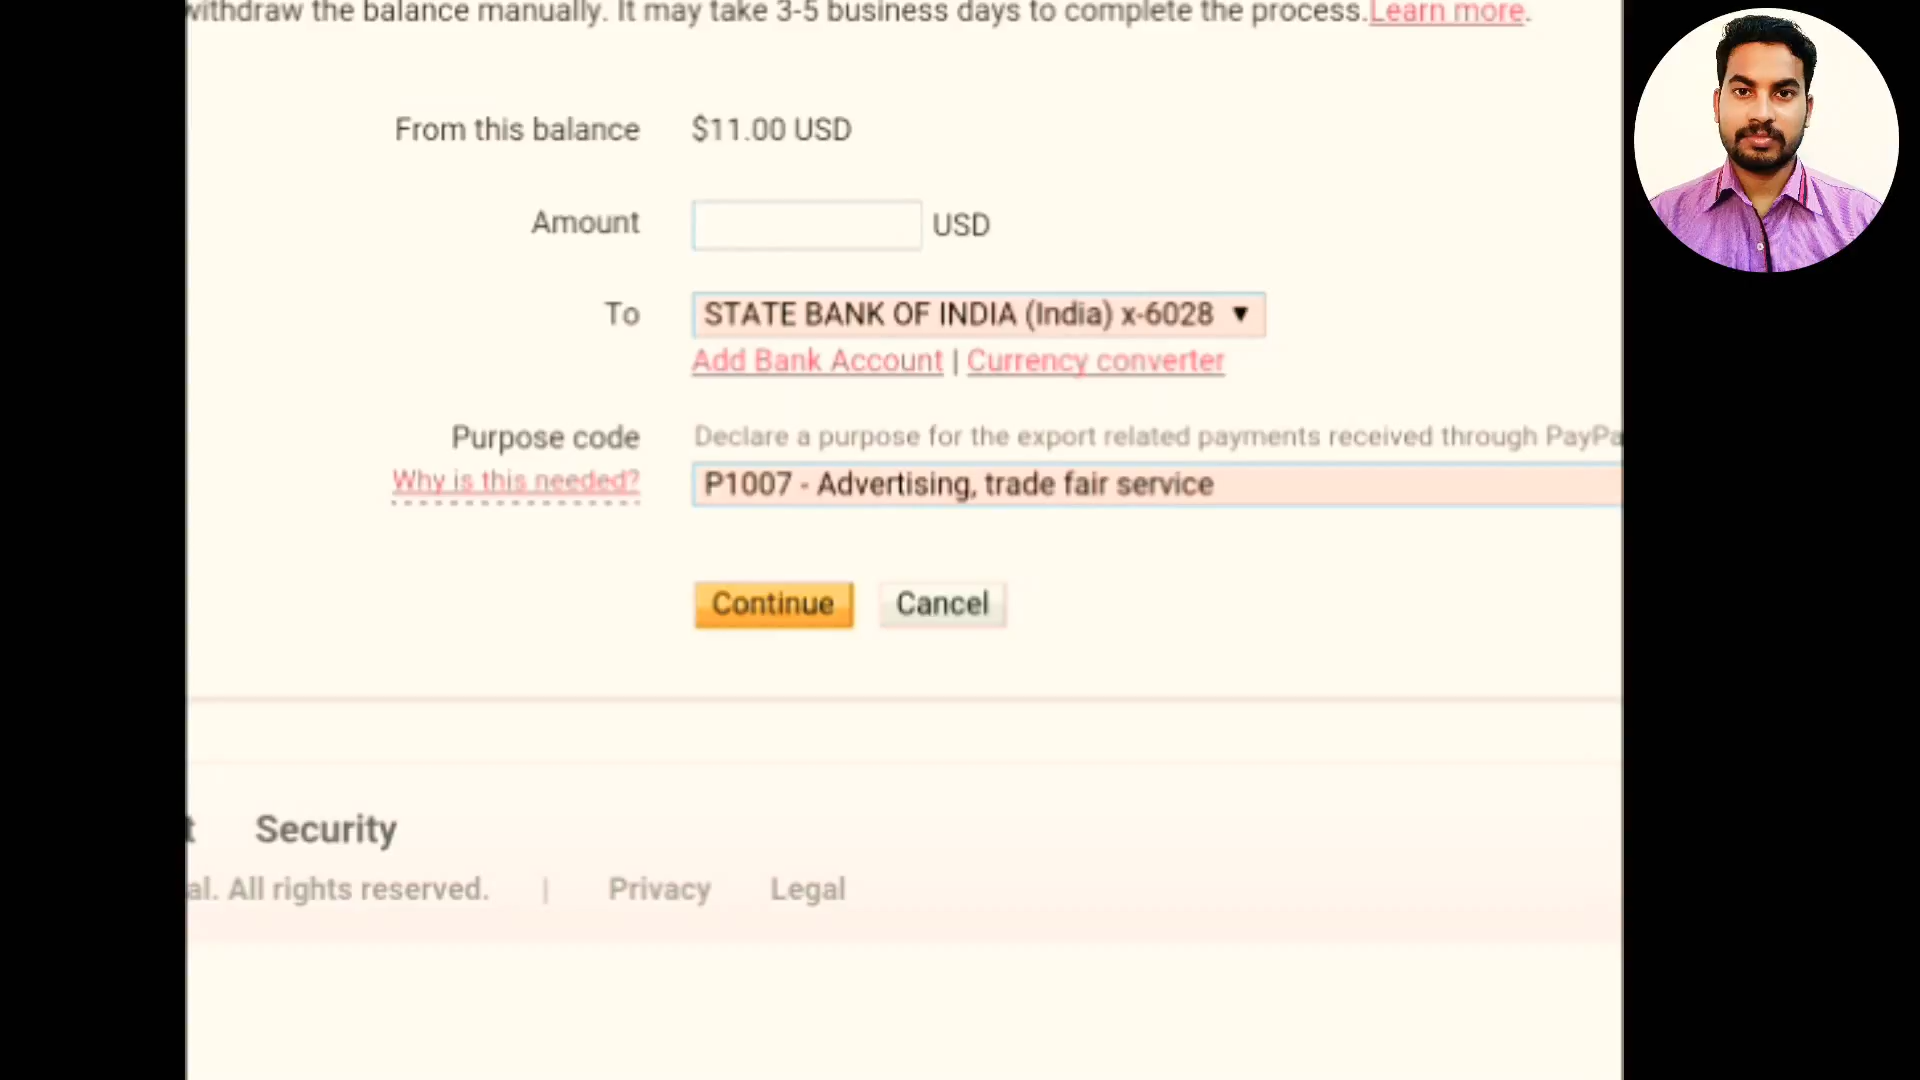 withdraw the balance manually. It may take 3-5 business days to complete the process.Learn more.
From this balance $11.00 USD
Amount USD
To STATE BANK OF INDIA (India) x-6028 ▼
Add Bank Account | Currency converter
Purpose code Declare a purpose for the export related payments received through PayPa
Why is this needed? P1007 - Advertising, trade fair service
Continue Cancel
t Security
al. All rights reserved. | Privacy Legal